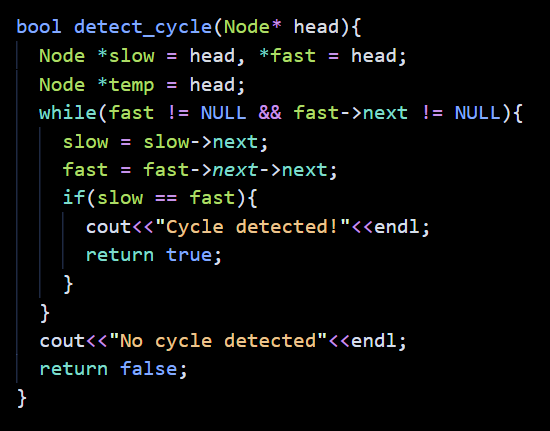 bool detect_cycle(Node* head){
  Node *slow = head, *fast = head;
  Node *temp = head;
  while(fast != NULL && fast->next != NULL){
    slow = slow->next;
    fast = fast->next->next;
    if(slow == fast){
      cout<<"Cycle detected!"<<endl;
      return true;
    }
  }
  cout<<"No cycle detected"<<endl;
  return false;
}